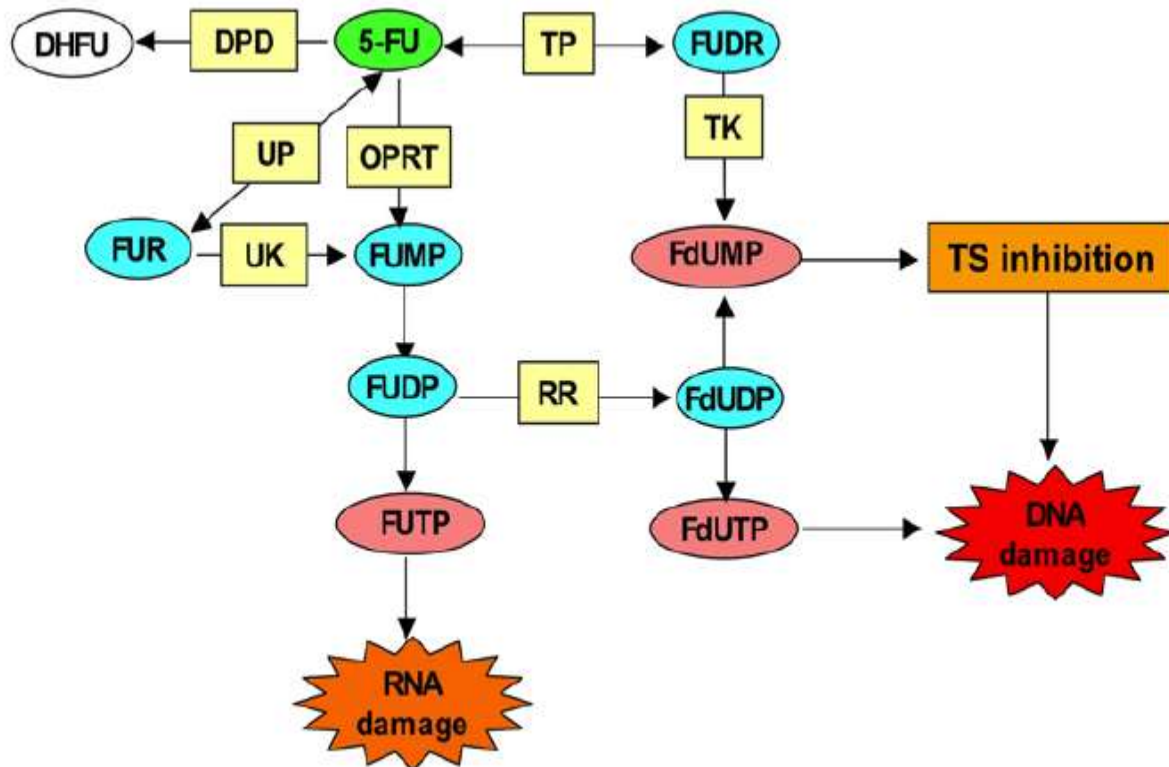 DHFU
DPD
5-FU
TP
FUDR
TK
UP
OPRT
FUR
UK
FUMP
FdUMP
TS inhibition
FUDP
RR
FdUDP
FUTP
FdUTP
DNA
damage
RNA
damage